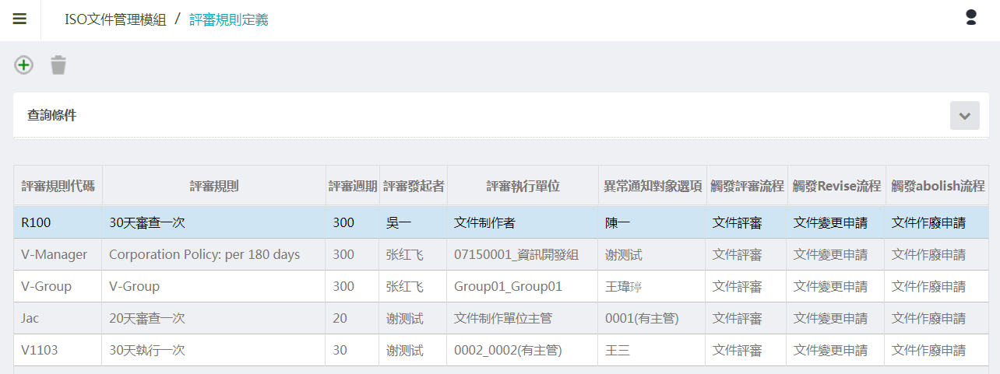 ISO文件管理模組 / 評審規則定義
查詢條件
評審規則代碼 評審規則 評審週期 評審發起者 評審執行單位 異常通知對象選項 觸發評審流程 觸發Revise流程 觸發abolish流程
R100 30天審查一次 300 吳一 文件制作者 陳一 文件評審 文件變更申請 文件作廢申請
V-Manager Corporation Policy: per 180 days 300 张红飞 07150001_資訊開發組 谢测试 文件評審 文件變更申請 文件作廢申請
V-Group V-Group 300 张红飞 Group01_Group01 王瑋婷 文件評審 文件變更申請 文件作廢申請
Jac 20天審查一次 20 谢测试 文件制作單位主管 0001(有主管) 文件評審 文件變更申請 文件作廢申請
V1103 30天執行一次 30 谢测试 0002_0002(有主管) 王三 文件評審 文件變更申請 文件作廢申請